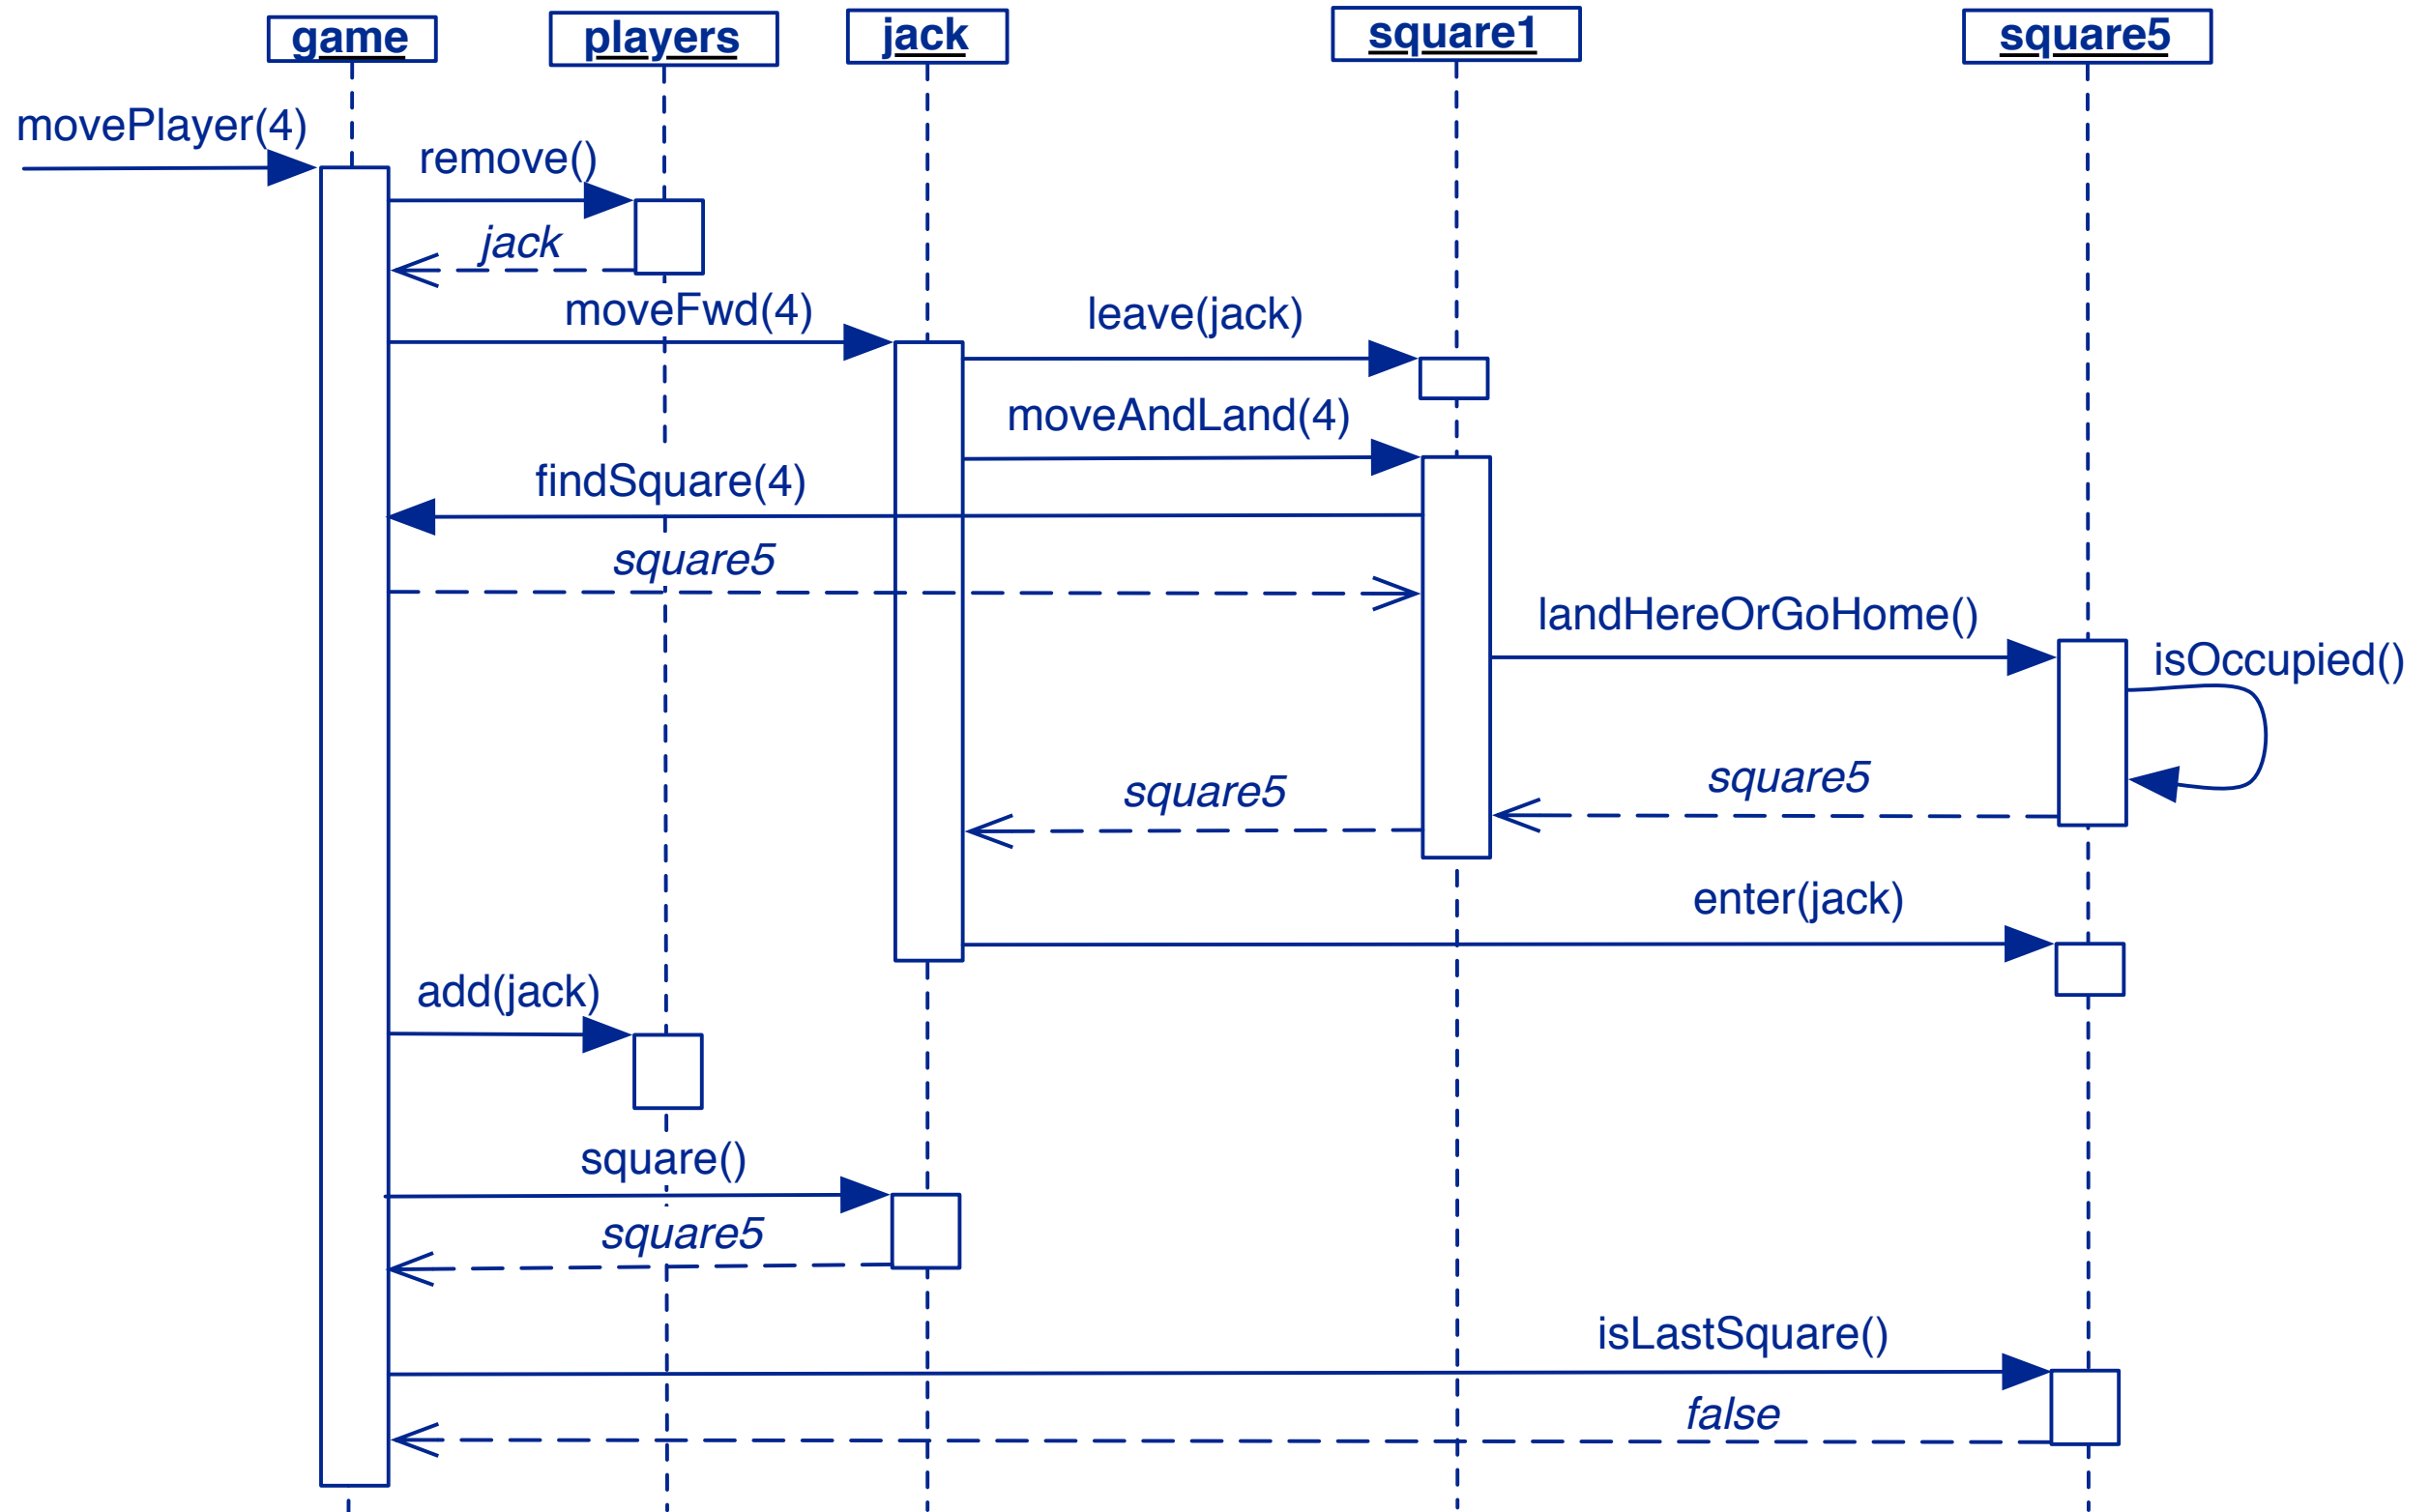 game
players
jack
square1
square5
movePlayer(4)
remove()
jack
moveFwd(4)
leave(jack)
moveAndLand(4)
findSquare(4)
square5
landHereOrGoHome()
isOccupied()
square5
square5
enter(jack)
add(jack)
square()
square5
isLastSquare()
false